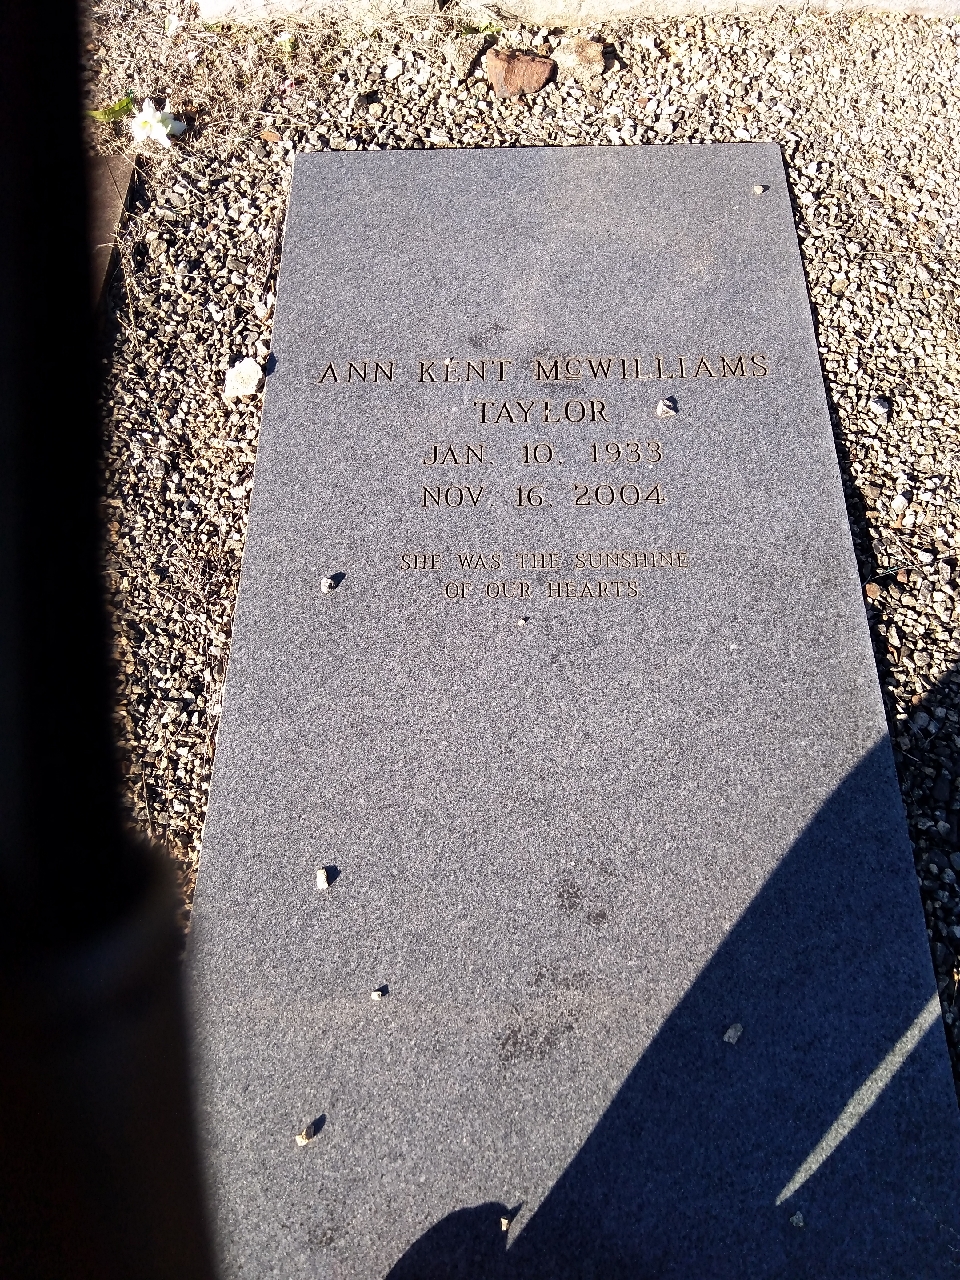 ANN KENT McWILLIAMS
TAYLOR
JAN. 10. 1933
NOV 16. 2004
SHE WAS THE SUNSHINE
OF OUR HEARTS